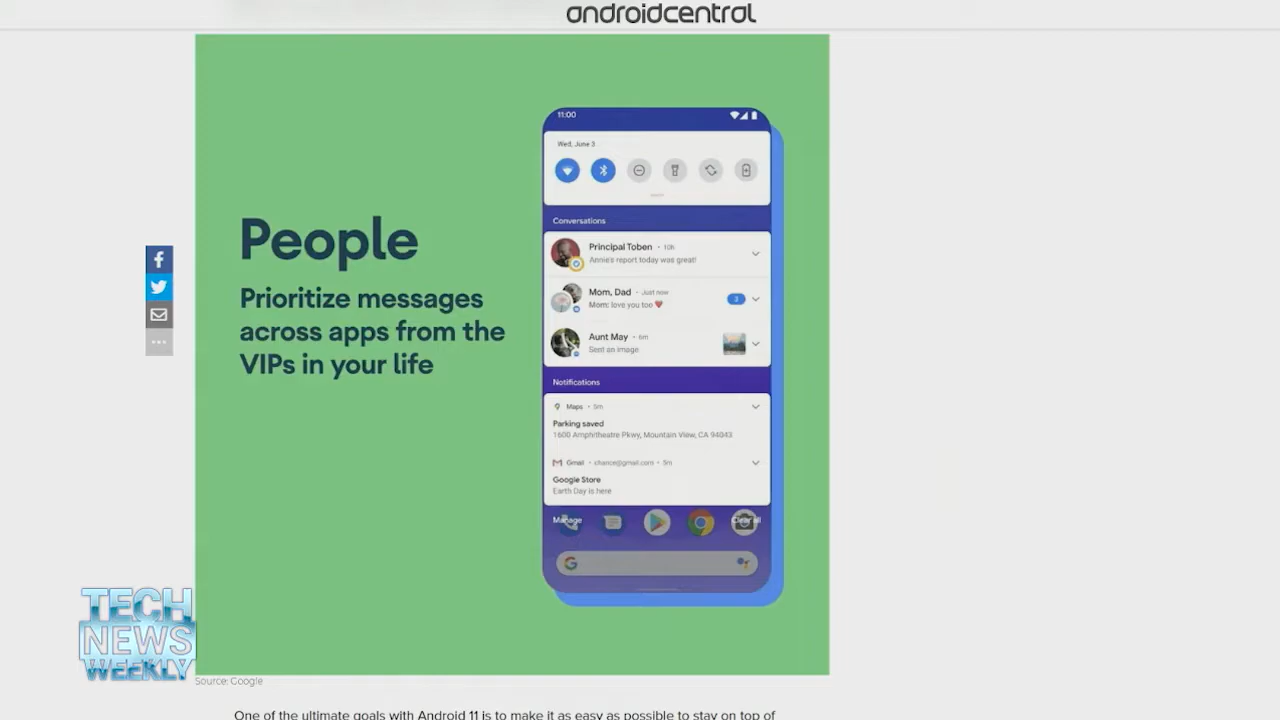 androidcentral
11:00
Wed, June 3
Conversations
Principal Toben • 10h
Annie's report today was great!
People
Mom, Dad • Just now
Mom: love you too ❤
3
Prioritize messages
across apps from the
VIPs in your life
Aunt May • 6m
Sent an image
Notifications
Maps • 5m
Parking saved
1600 Amphitheatre Pkwy, Mountain View, CA 94043
Gmail • chance@gmail.com • 5m
Google Store
Earth Day is here
Manage
Clear all
TECH
NEWS
WEEKLY
Source: Google
One of the ultimate goals with Android 11 is to make it as easy as possible to stay on top of